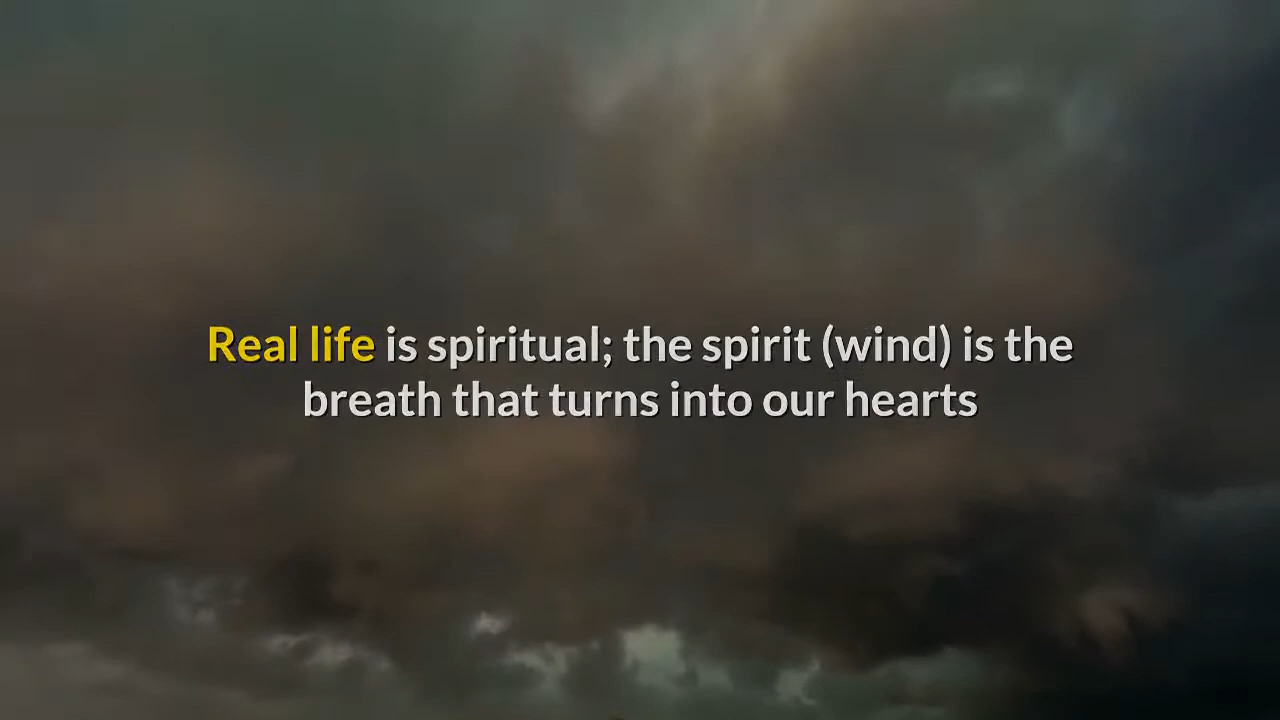 Real life is spiritual; the spirit (wind) is the
breath that turns into our hearts